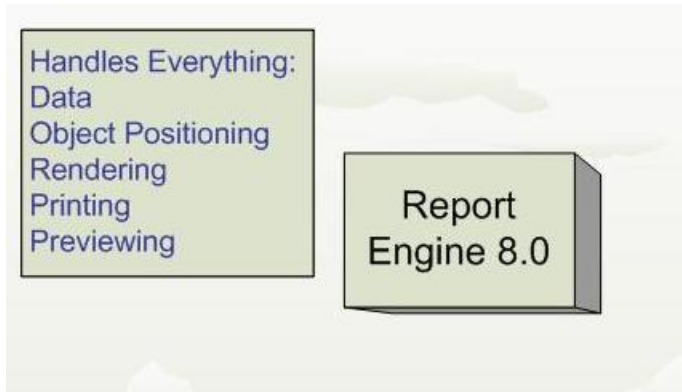 Handles Everything:
Data
Object Positioning
Rendering
Printing
Previewing
Report
Engine 8.0